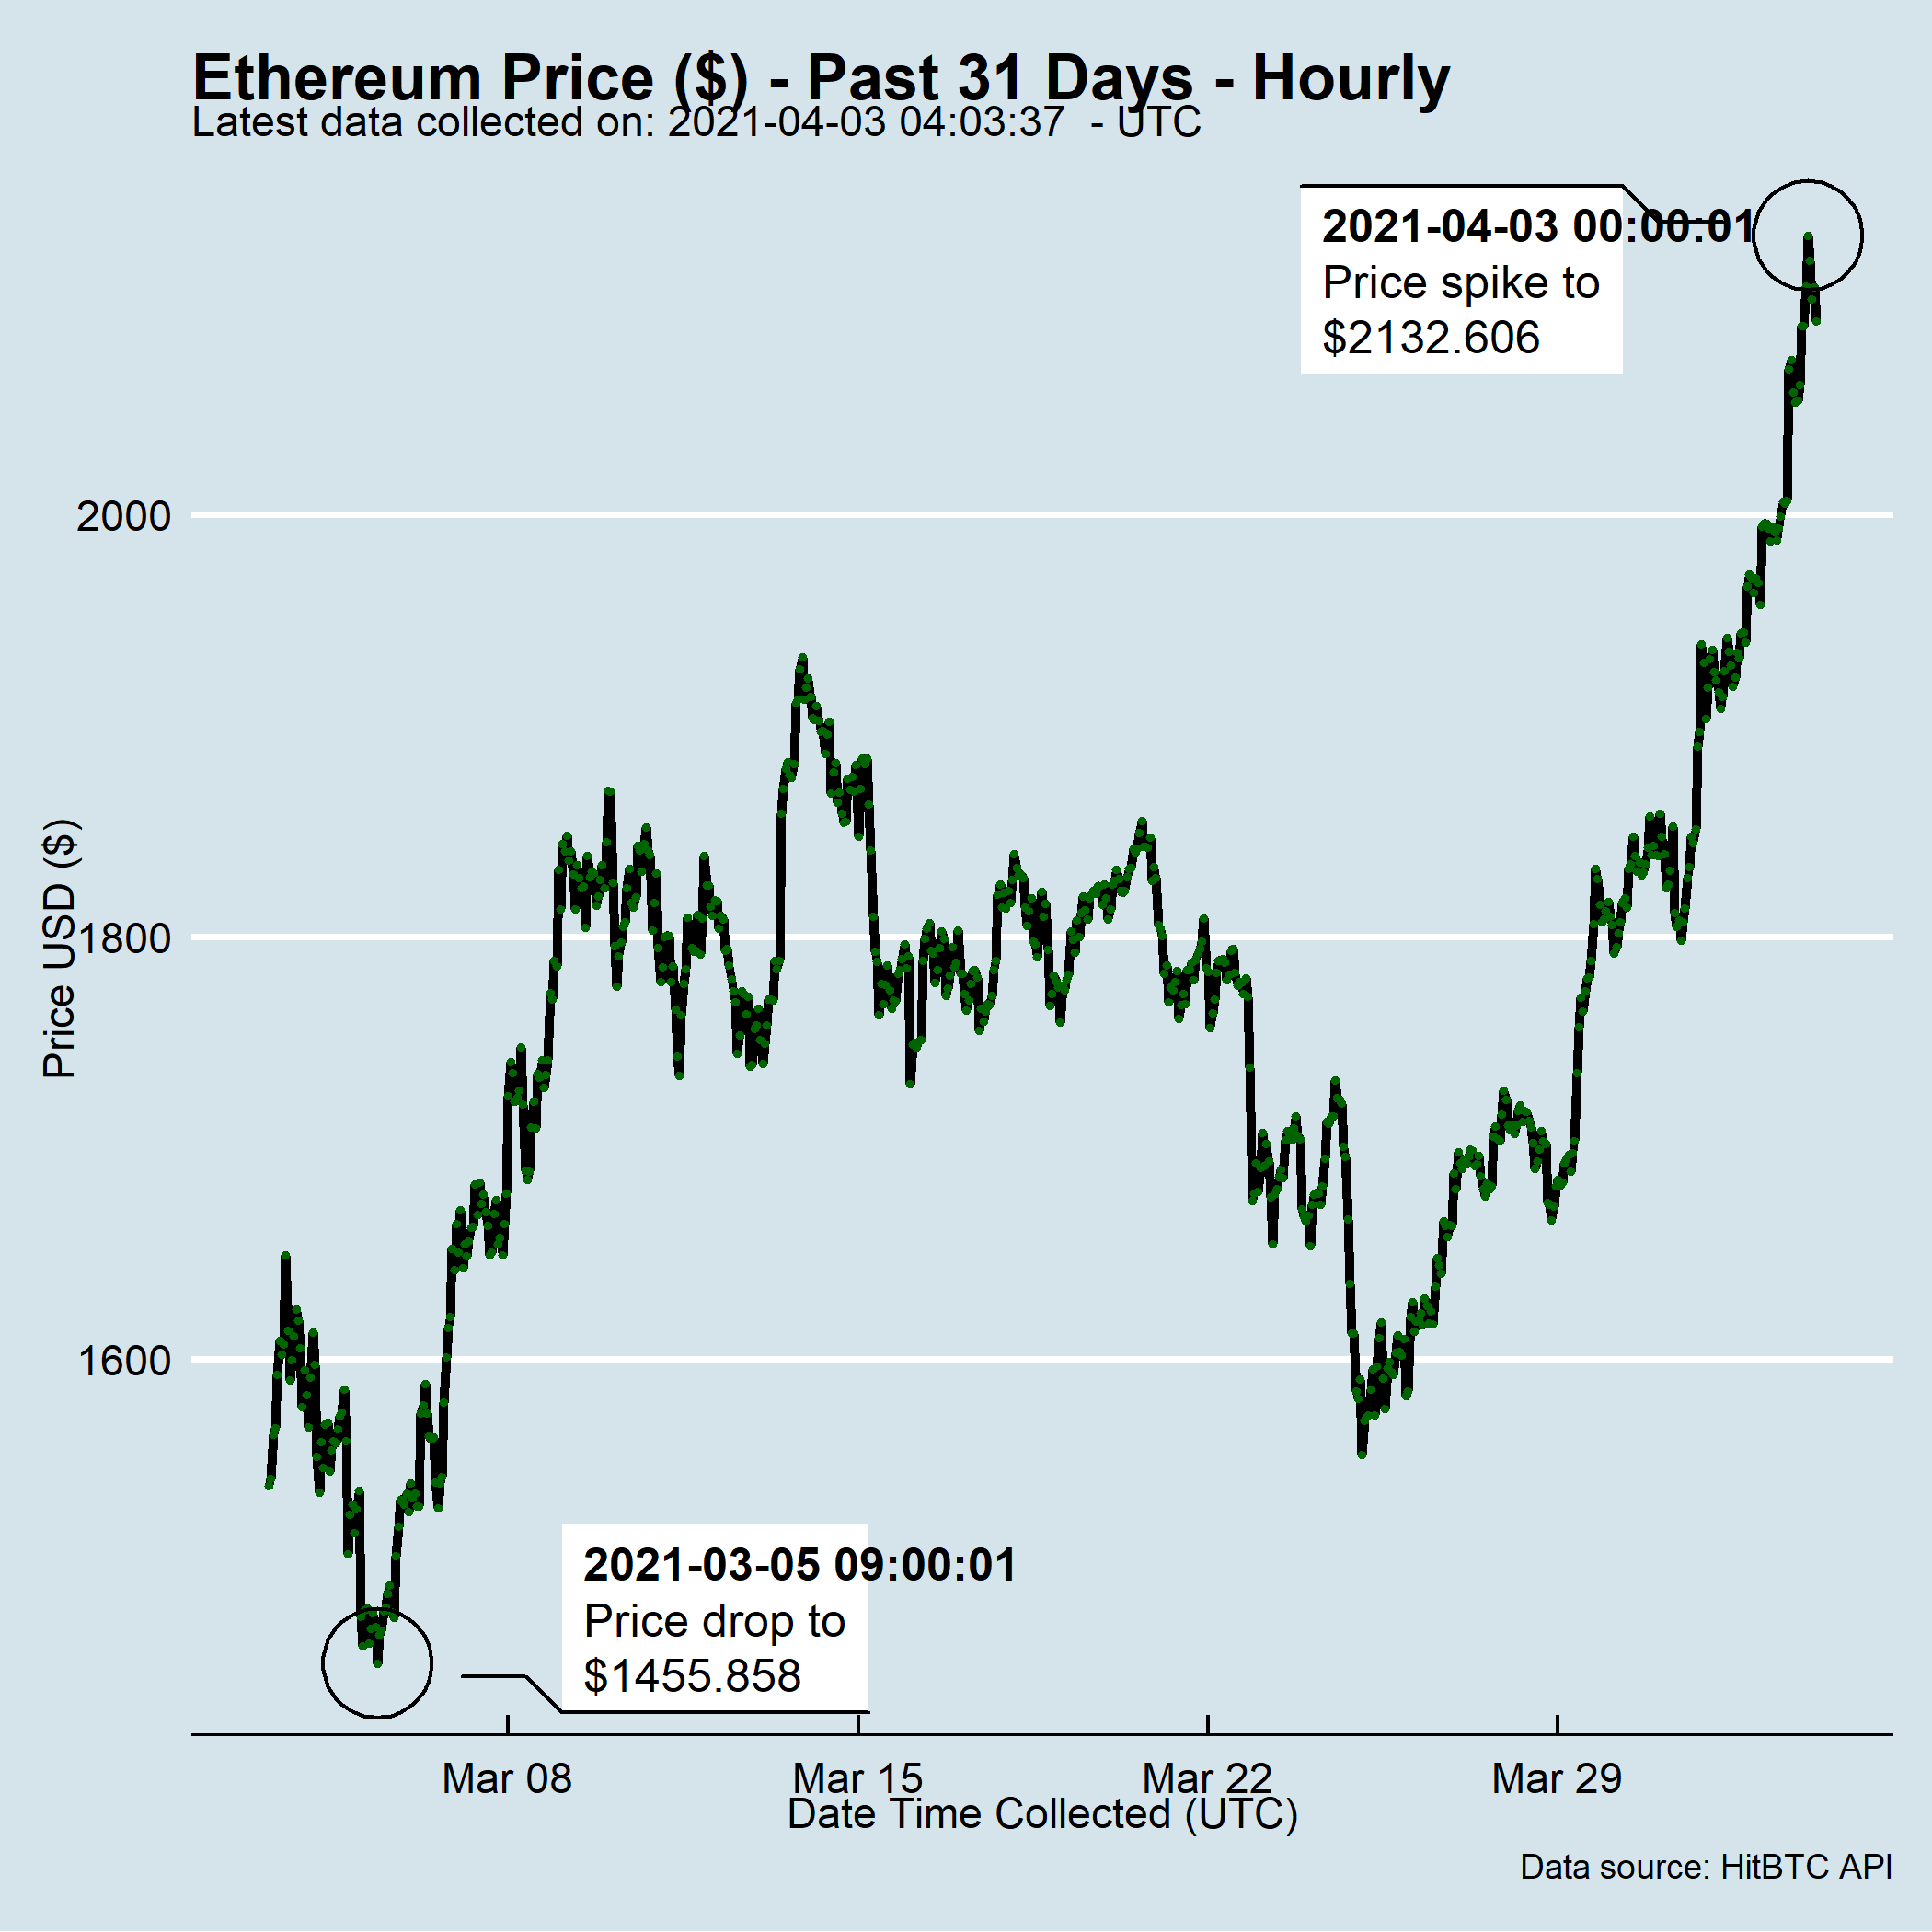 Ethereum Price ($) - Past 31 Days - Hourly
Latest data collected on: 2021-04-03 04:03:37  - UTC
2021-04-03 00:00:01
Price spike to
$2132.606
2000
1800
1600
Price USD ($)
2021-03-05 09:00:01
Price drop to
$1455.858
Mar 08 Mar 15 Mar 22 Mar 29
Date Time Collected (UTC)
Data source: HitBTC API